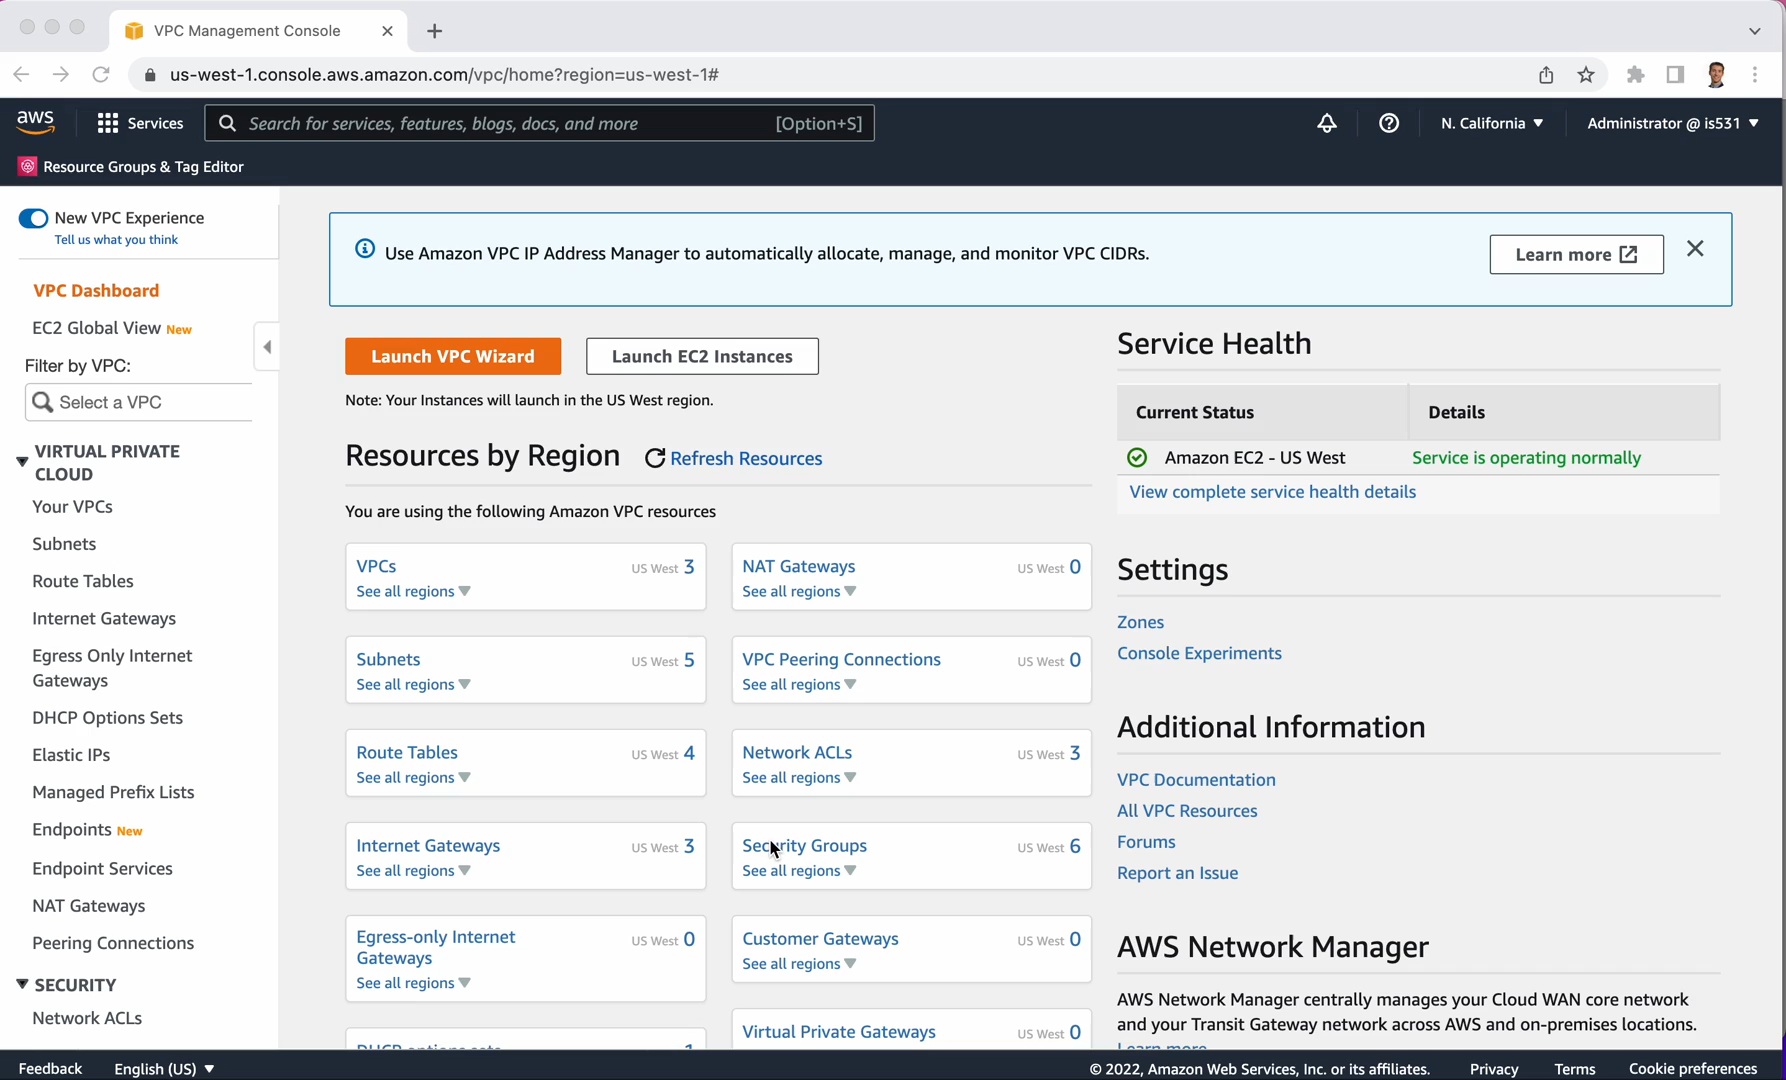 VPC Management Console
us-west-1.console.aws.amazon.com/vpc/home?region=us-west-1#
aws
Services
Search for services, features, blogs, docs, and more
[Option+S]
N. California
Administrator @ is531
Resource Groups & Tag Editor
New VPC Experience
Tell us what you think
VPC Dashboard
EC2 Global View New
Filter by VPC:
Select a VPC
VIRTUAL PRIVATE
CLOUD
Your VPCs
Subnets
Route Tables
Internet Gateways
Egress Only Internet
Gateways
DHCP Options Sets
Elastic IPs
Managed Prefix Lists
Endpoints New
Endpoint Services
NAT Gateways
Peering Connections
SECURITY
Network ACLs
Use Amazon VPC IP Address Manager to automatically allocate, manage, and monitor VPC CIDRs.
Learn more
Launch VPC Wizard
Launch EC2 Instances
Note: Your Instances will launch in the US West region.
Resources by Region
Refresh Resources
You are using the following Amazon VPC resources
VPCs US West 3
See all regions
NAT Gateways US West 0
See all regions
Subnets US West 5
See all regions
VPC Peering Connections US West 0
See all regions
Route Tables US West 4
See all regions
Network ACLs US West 3
See all regions
Internet Gateways US West 3
See all regions
Security Groups US West 6
See all regions
Egress-only Internet US West 0
Gateways
See all regions
Customer Gateways US West 0
See all regions
DHCP options sets 1
Virtual Private Gateways US West 0
Service Health
Current Status
Details
Amazon EC2 - US West
Service is operating normally
View complete service health details
Settings
Zones
Console Experiments
Additional Information
VPC Documentation
All VPC Resources
Forums
Report an Issue
AWS Network Manager
AWS Network Manager centrally manages your Cloud WAN core network
and your Transit Gateway network across AWS and on-premises locations.
Learn more
Feedback
English (US)
© 2022, Amazon Web Services, Inc. or its affiliates.
Privacy
Terms
Cookie preferences